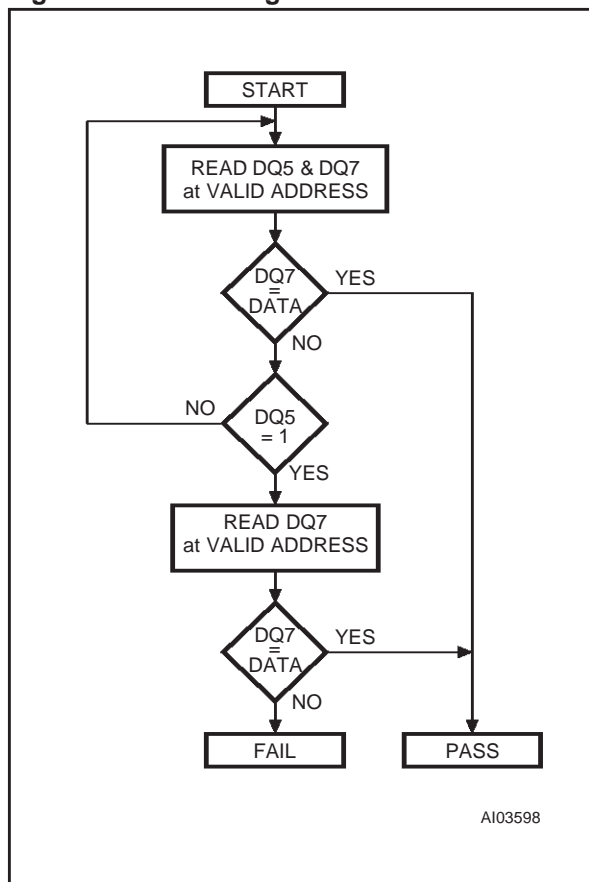 START
READ DQ5 & DQ7
at VALID ADDRESS
DQ7
=
DATA
YES
NO
NO
DQ5
= 1
YES
READ DQ7
at VALID ADDRESS
DQ7
=
DATA
YES
NO
FAIL
PASS
AI03598